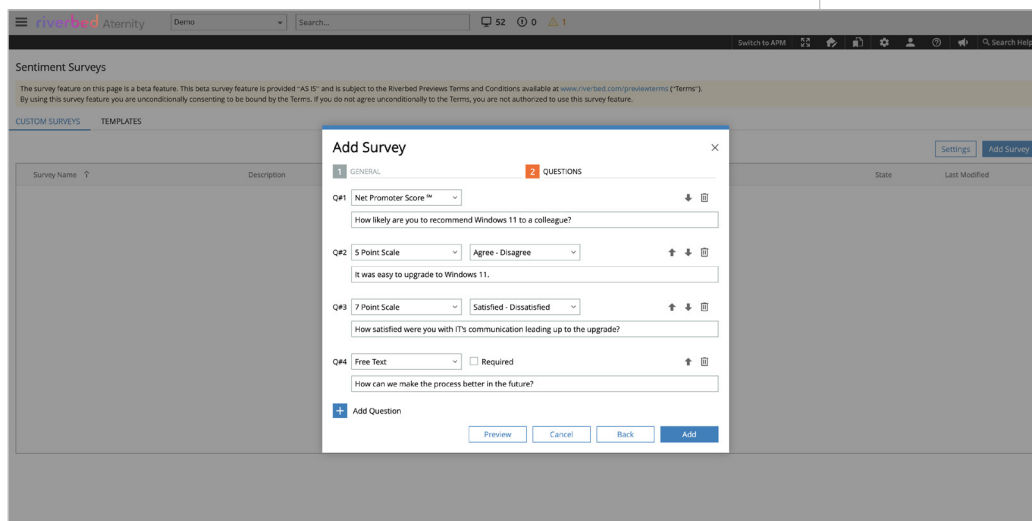 riverbed Aternity Demo Search... 52 0 1
Switch to APM Search Help
Sentiment Surveys
The survey feature on this page is a beta feature. This beta survey feature is provided "AS IS" and is subject to the Riverbed Previews Terms and Conditions available at www.riverbed.com/previewterms ("Terms").
By using this survey feature you are unconditionally consenting to be bound by the Terms. If you do not agree unconditionally to the Terms, you are not authorized to use this survey feature.
CUSTOM SURVEYS TEMPLATES
Settings Add Survey
Survey Name Description State Last Modified
Add Survey
1 GENERAL 2 QUESTIONS
Q#1 Net Promoter Score ℠
How likely are you to recommend Windows 11 to a colleague?
Q#2 5 Point Scale Agree - Disagree
It was easy to upgrade to Windows 11.
Q#3 7 Point Scale Satisfied - Dissatisfied
How satisfied were you with IT's communication leading up to the upgrade?
Q#4 Free Text Required
How can we make the process better in the future?
Add Question
Preview Cancel Back Add